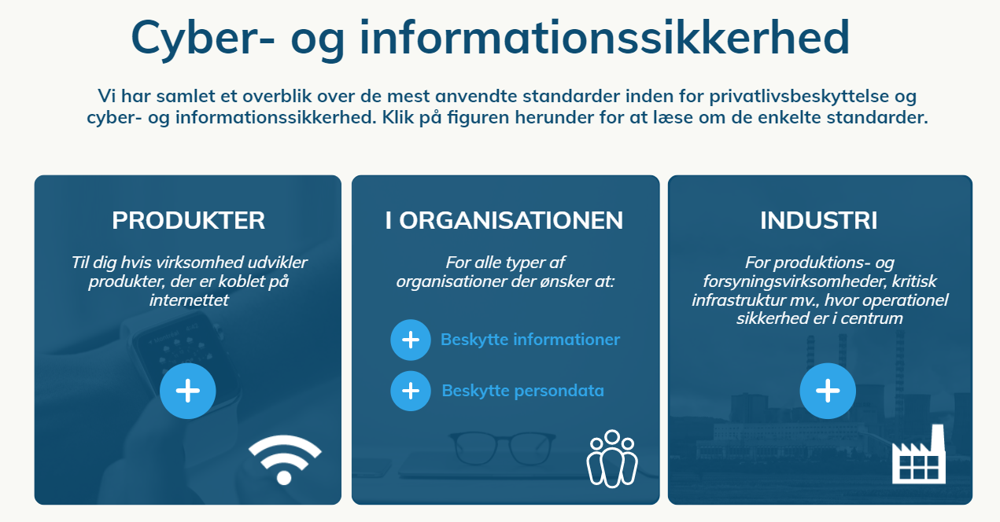 Cyber- og informationssikkerhed
Vi har samlet et overblik over de mest anvendte standarder inden for privatlivsbeskyttelse og
cyber- og informationssikkerhed. Klik på figuren herunder for at læse om de enkelte standarder.
PRODUKTER
Til dig hvis virksomhed udvikler
produkter, der er koblet på
internettet
I ORGANISATIONEN
For alle typer af
organisationer der ønsker at:
Beskytte informationer
Beskytte persondata
INDUSTRI
For produktions- og
forsyningsvirksomheder, kritisk
infrastruktur mv., hvor operationel
sikkerhed er i centrum